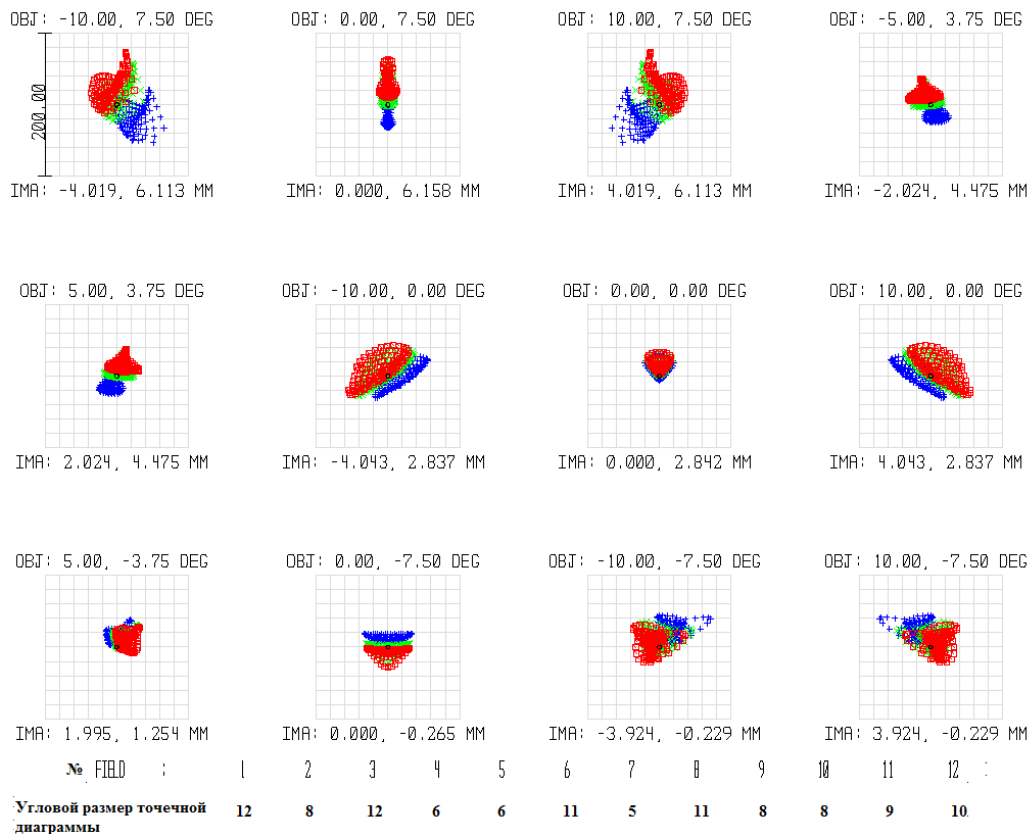 OBJ: -10.00, 7.50 DEG OBJ: 0.00, 7.50 DEG OBJ: 10.00, 7.50 DEG OBJ: -5.00, 3.75 DEG
200.00
IMA: -4.019, 6.113 MM IMA: 0.000, 6.158 MM IMA: 4.019, 6.113 MM IMA: -2.024, 4.475 MM
OBJ: 5.00, 3.75 DEG OBJ: -10.00, 0.00 DEG OBJ: 0.00, 0.00 DEG OBJ: 10.00, 0.00 DEG
IMA: 2.024, 4.475 MM IMA: -4.043, 2.837 MM IMA: 0.000, 2.842 MM IMA: 4.043, 2.837 MM
OBJ: 5.00, -3.75 DEG OBJ: 0.00, -7.50 DEG OBJ: -10.00, -7.50 DEG OBJ: 10.00, -7.50 DEG
IMA: 1.995, 1.254 MM IMA: 0.000, -0.265 MM IMA: -3.924, -0.229 MM IMA: 3.924, -0.229 MM
№ FIELD : 1 2 3 4 5 6 7 8 9 10 11 12 :
Угловой размер точечной 12 8 12 6 6 11 5 11 8 8 9 10
диаграммы